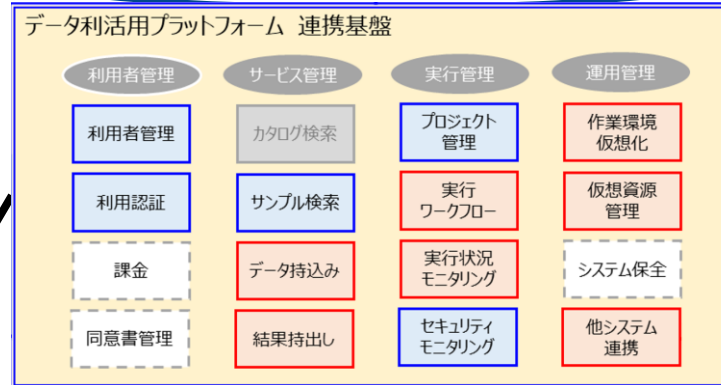 データ利活用プラットフォーム 連携基盤
利用者管理 サービス管理 実行管理 運用管理
利用者管理
カタログ検索
プロジェクト
管理
作業環境
仮想化
利用認証
サンプル検索
実行
ワークフロー
仮想資源
管理
課金
データ持込み
実行状況
モニタリング
システム保全
同意書管理
結果持出し
セキュリティ
モニタリング
他システム
連携